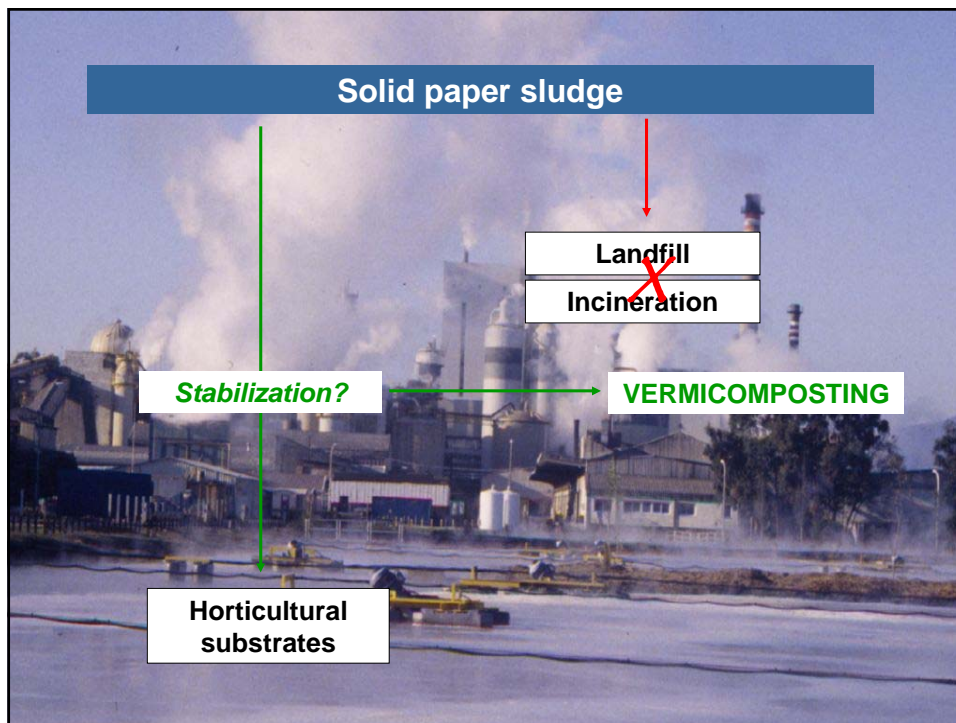 Solid paper sludge
Landfill
X
Incineration
Stabilization?
VERMICOMPOSTING
Horticultural
substrates